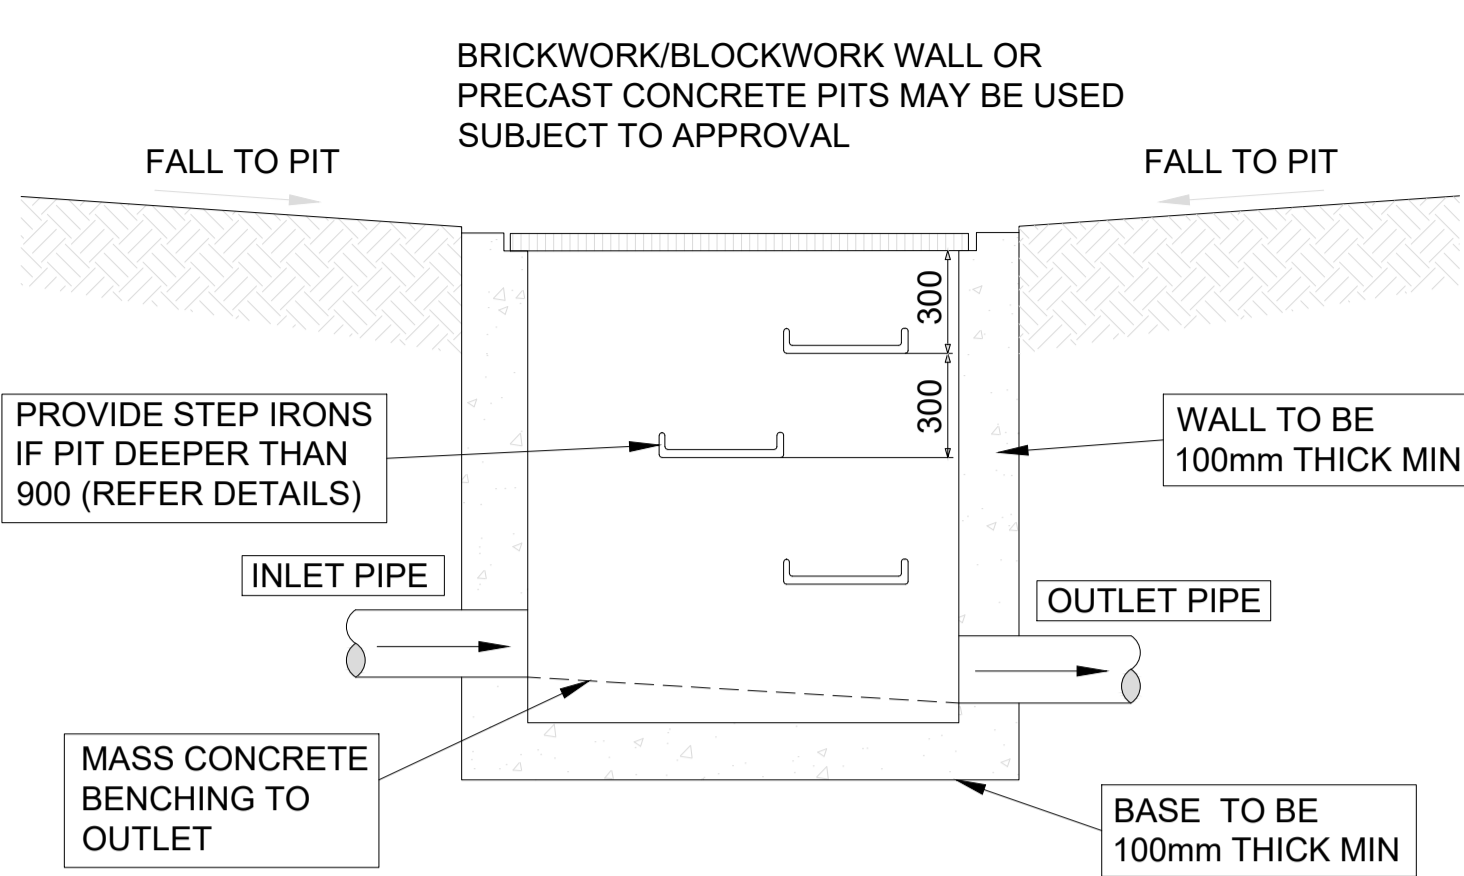 BRICKWORK/BLOCKWORK WALL OR
PRECAST CONCRETE PITS MAY BE USED
SUBJECT TO APPROVAL
FALL TO PIT
FALL TO PIT
300
300
PROVIDE STEP IRONS
IF PIT DEEPER THAN
900 (REFER DETAILS)
WALL TO BE
100mm THICK MIN
INLET PIPE
OUTLET PIPE
MASS CONCRETE
BENCHING TO
OUTLET
BASE TO BE
100mm THICK MIN